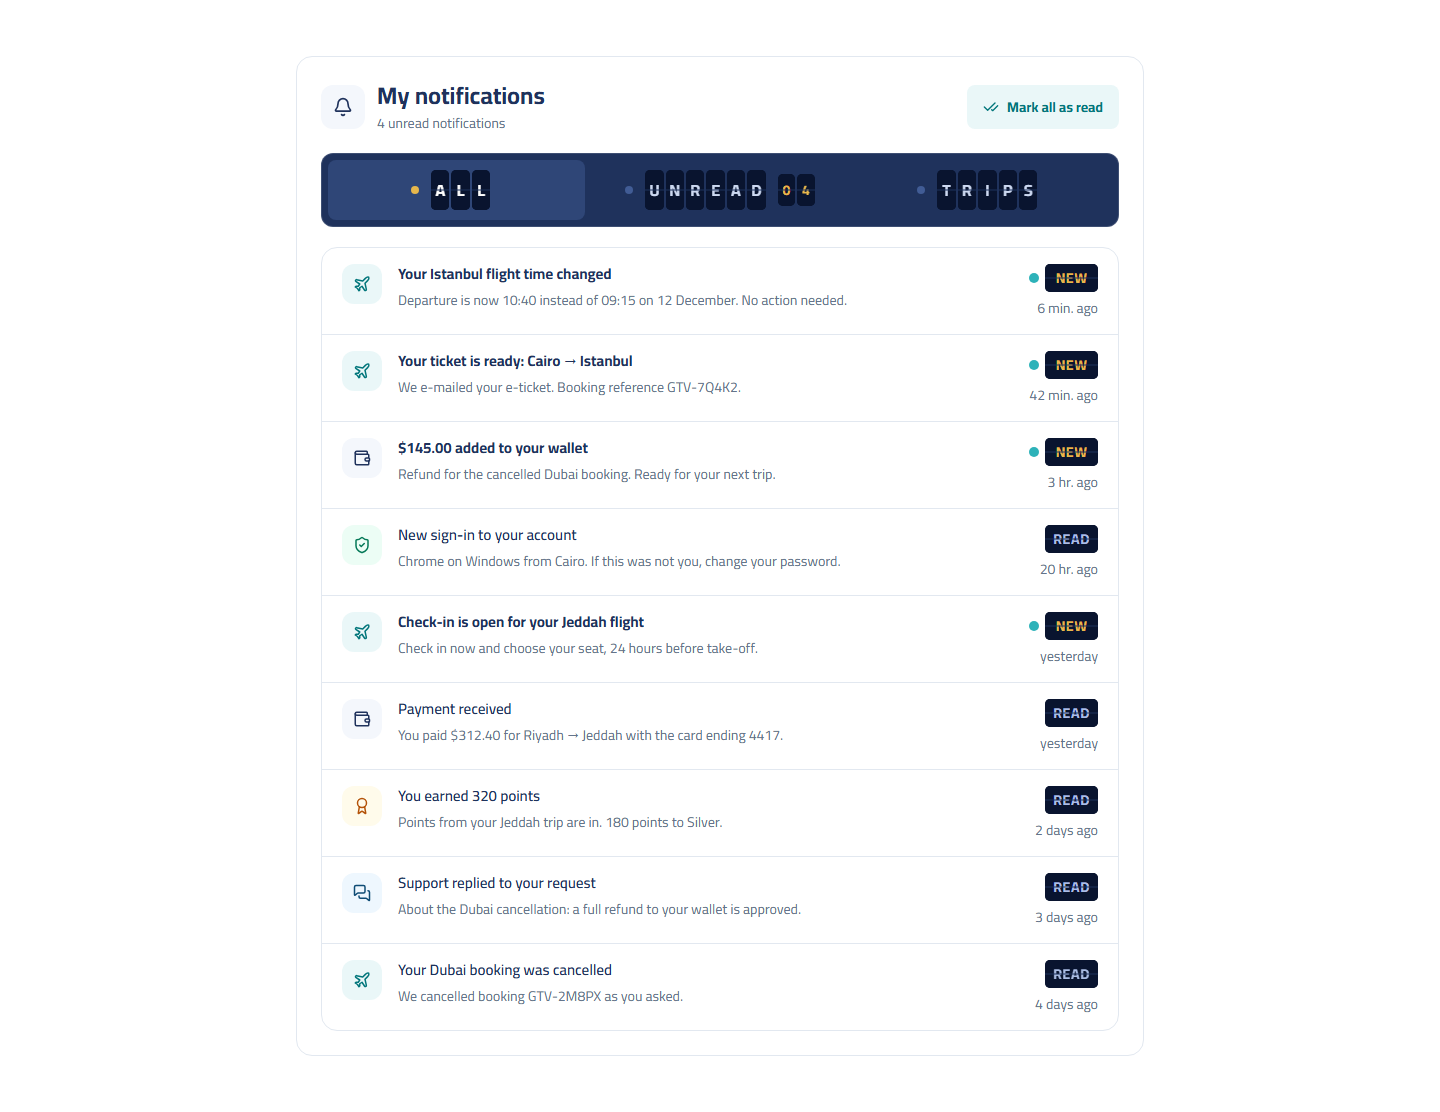 My notifications
4 unread notifications
Mark all as read
ALL
UNREAD 04
TRIPS
Your Istanbul flight time changed
Departure is now 10:40 instead of 09:15 on 12 December. No action needed.
NEW
6 min. ago
Your ticket is ready: Cairo → Istanbul
We e-mailed your e-ticket. Booking reference GTV-7Q4K2.
NEW
42 min. ago
$145.00 added to your wallet
Refund for the cancelled Dubai booking. Ready for your next trip.
NEW
3 hr. ago
New sign-in to your account
Chrome on Windows from Cairo. If this was not you, change your password.
READ
20 hr. ago
Check-in is open for your Jeddah flight
Check in now and choose your seat, 24 hours before take-off.
NEW
yesterday
Payment received
You paid $312.40 for Riyadh → Jeddah with the card ending 4417.
READ
yesterday
You earned 320 points
Points from your Jeddah trip are in. 180 points to Silver.
READ
2 days ago
Support replied to your request
About the Dubai cancellation: a full refund to your wallet is approved.
READ
3 days ago
Your Dubai booking was cancelled
We cancelled booking GTV-2M8PX as you asked.
READ
4 days ago